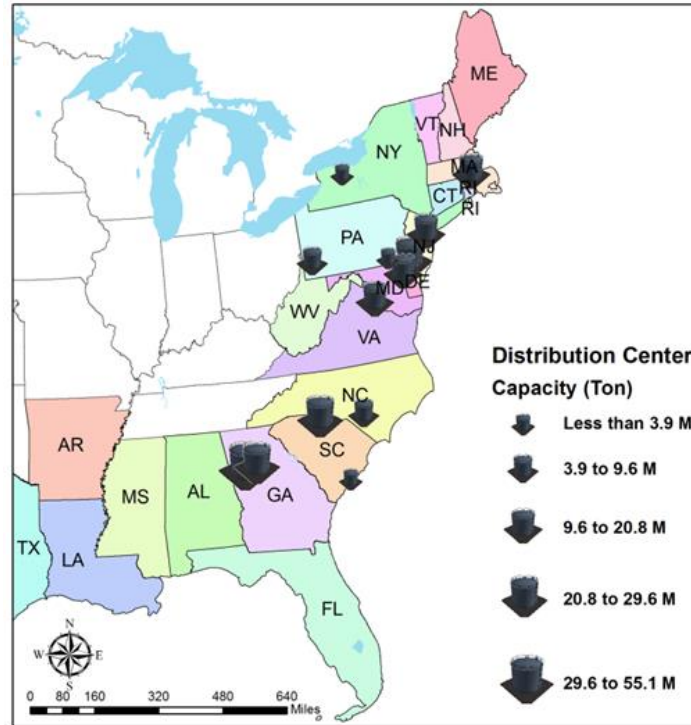 ME
VT
NH
NY
MA
RI
CT
RI
PA
NJ
MD
DE
WV
VA
NC
AR
SC
MS
AL
GA
TX
LA
FL
Distribution Center
Capacity (Ton)
Less than 3.9 M
3.9 to 9.6 M
9.6 to 20.8 M
20.8 to 29.6 M
29.6 to 55.1 M
N
W
E
S
0 80 160 320 480 640
Miles